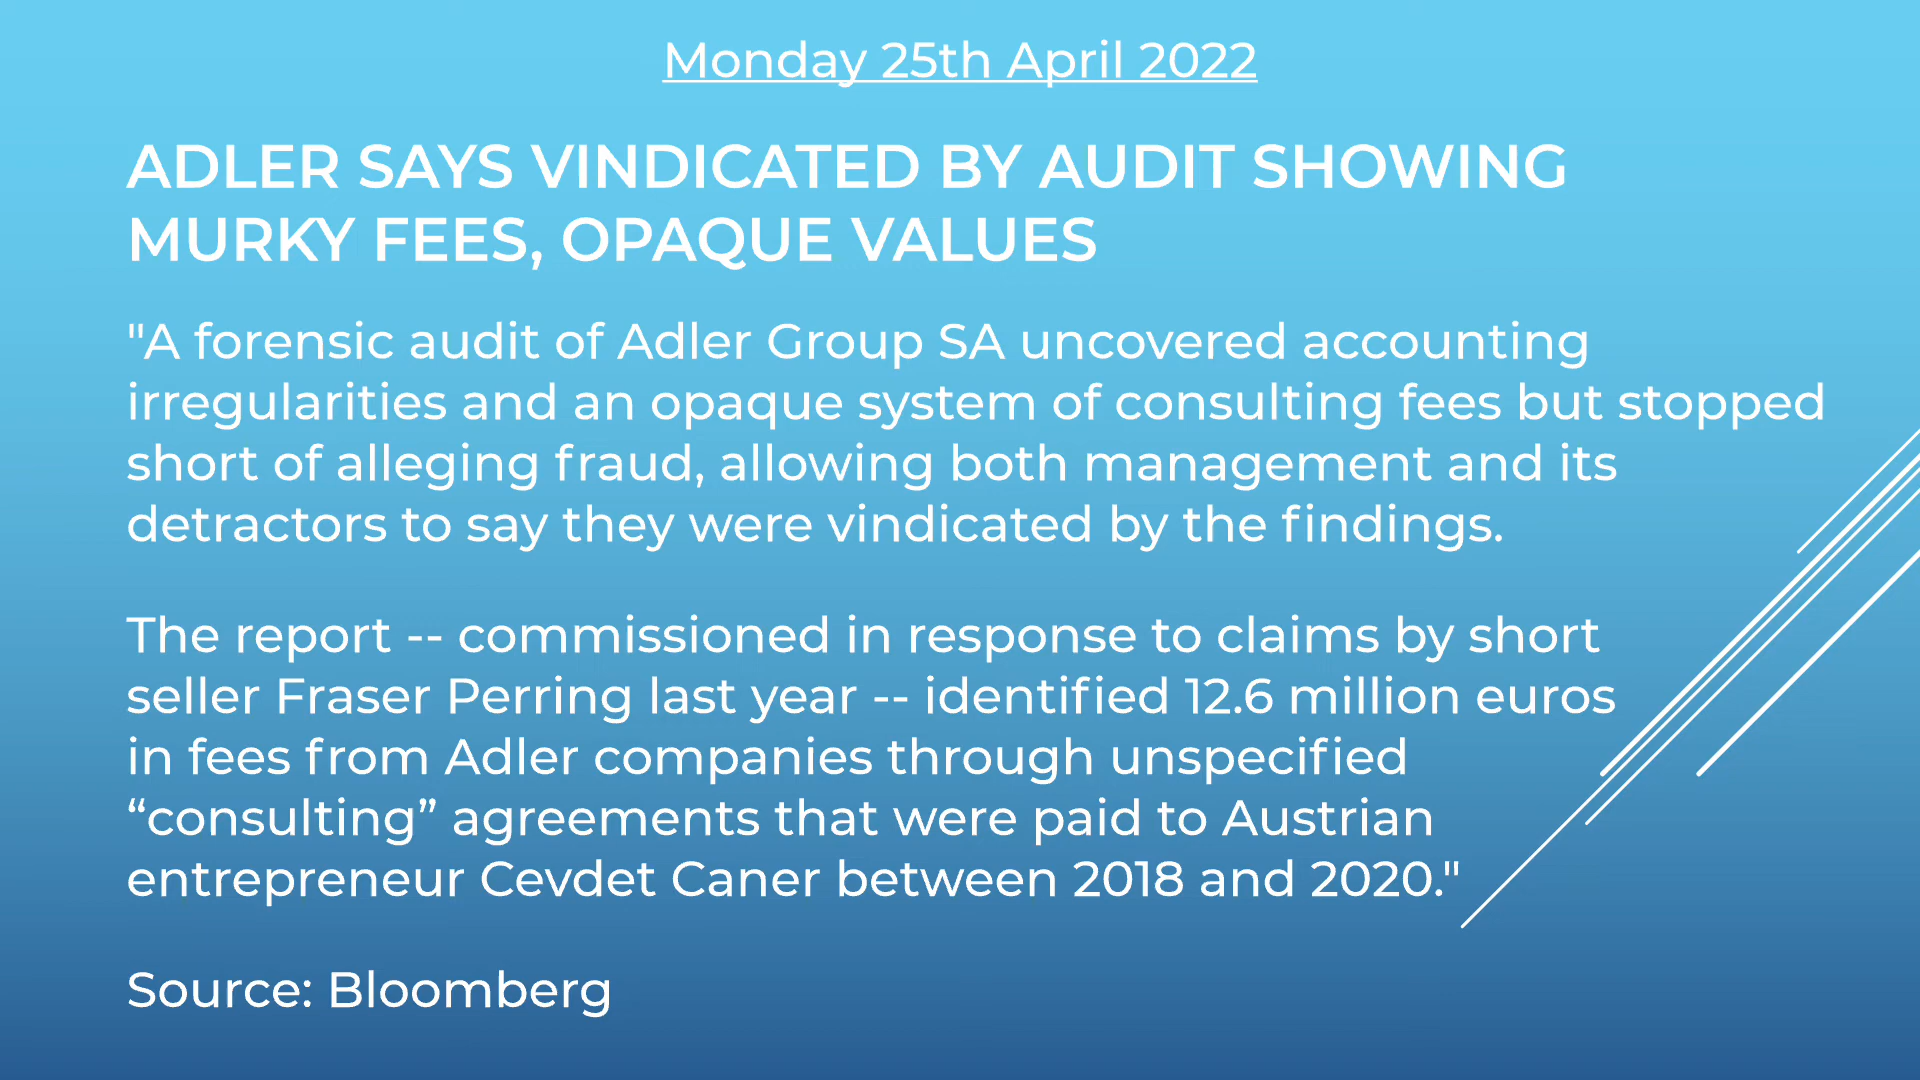 Monday 25th April 2022
ADLER SAYS VINDICATED BY AUDIT SHOWING
MURKY FEES, OPAQUE VALUES
"A forensic audit of Adler Group SA uncovered accounting
irregularities and an opaque system of consulting fees but stopped
short of alleging fraud, allowing both management and its
detractors to say they were vindicated by the findings.
The report -- commissioned in response to claims by short
seller Fraser Perring last year -- identified 12.6 million euros
in fees from Adler companies through unspecified
“consulting” agreements that were paid to Austrian
entrepreneur Cevdet Caner between 2018 and 2020."
Source: Bloomberg